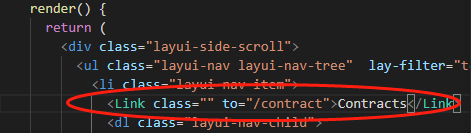 render() {
return (
<div class="layui-side-scroll">
<ul class="layui-nav layui-nav-tree" lay-filter="t
<li class="layui-nav-item">
<Link class="" to="/contract">Contracts</Link
<dl class="layui-nav-child">